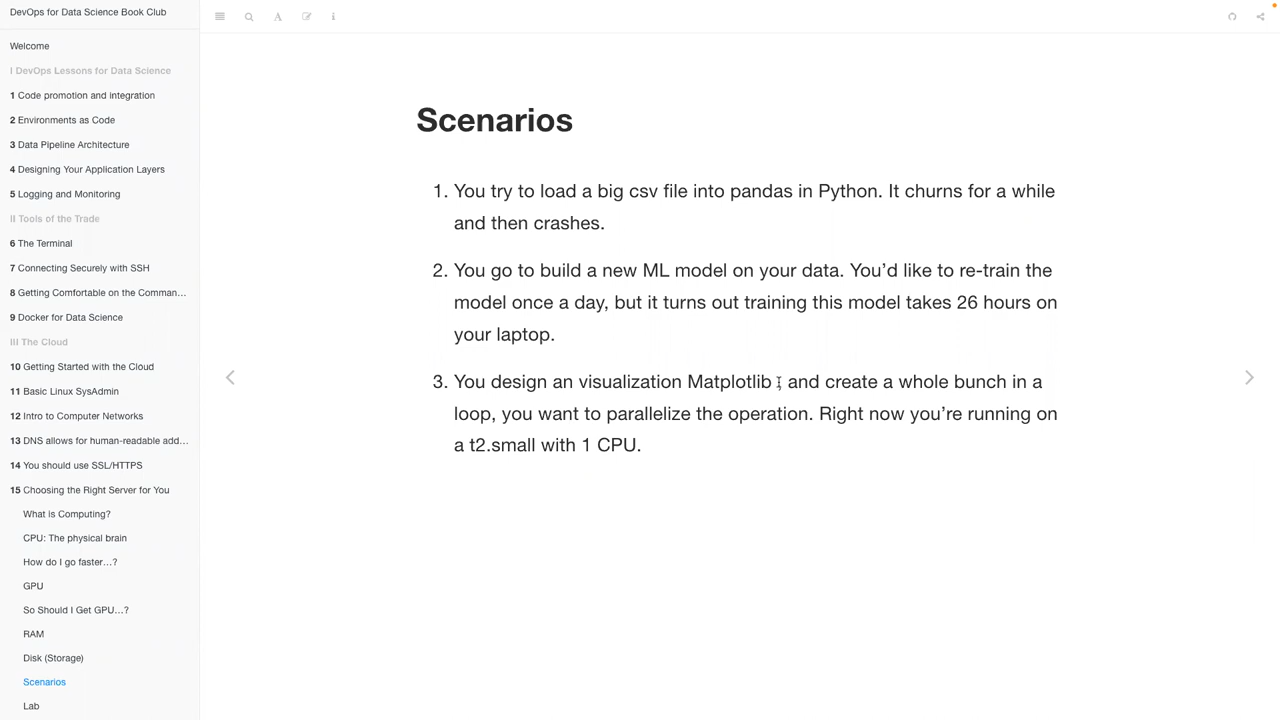 DevOps for Data Science Book Club
Welcome
I DevOps Lessons for Data Science
1 Code promotion and integration
2 Environments as Code
3 Data Pipeline Architecture
4 Designing Your Application Layers
5 Logging and Monitoring
II Tools of the Trade
6 The Terminal
7 Connecting Securely with SSH
8 Getting Comfortable on the Comman…
9 Docker for Data Science
III The Cloud
10 Getting Started with the Cloud
11 Basic Linux SysAdmin
12 Intro to Computer Networks
13 DNS allows for human-readable add…
14 You should use SSL/HTTPS
15 Choosing the Right Server for You
What is Computing?
CPU: The physical brain
How do I go faster…?
GPU
So Should I Get GPU…?
RAM
Disk (Storage)
Scenarios
Lab
A
i
Scenarios
1. You try to load a big csv file into pandas in Python. It churns for a while
and then crashes.
2. You go to build a new ML model on your data. You’d like to re-train the
model once a day, but it turns out training this model takes 26 hours on
your laptop.
3. You design an visualization Matplotlib , and create a whole bunch in a
loop, you want to parallelize the operation. Right now you’re running on
a t2.small with 1 CPU.